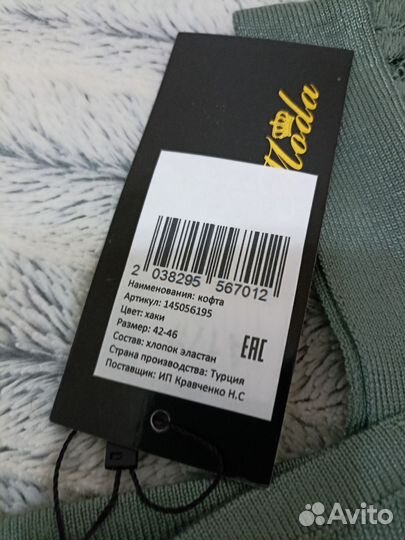 Moda
2 038295 567012
Наименования: кофта
Артикул: 145056195
Цвет: хаки
Размер: 42-46
Состав: хлопок эластан
Страна производства: Турция
Поставщик: ИП Кравченко Н.С
EAC
Avito